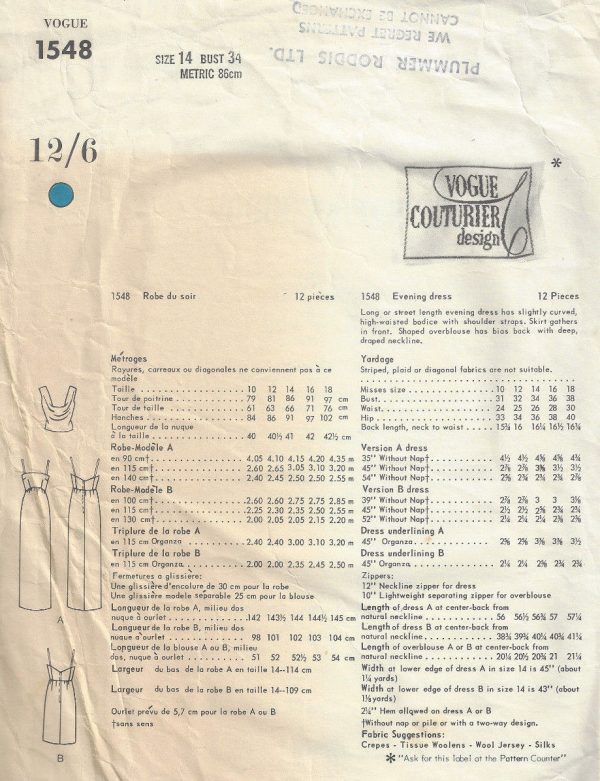 VOGUE
1548
SIZE 14 BUST 34
METRIC 86cm
PLUMMER RODDIS LTD.
WE REGRET PATTERNS
CANNOT BE EXCHANGED
12/6
VOGUE
COUTURIER
design
*
1548 Robe du soir 12 pièces
Métrages
Rayures, carreaux ou diagonales ne conviennent pas à ce
modèle
Taille 10 12 14 16 18
Tour de poitrine 79 81 86 91 97 cm
Tour de taille 61 63 66 71 76 cm
Hanches 84 86 91 97 102 cm
Longueur de la nuque
à la taille 40 40½ 41 42 42½ cm
Robe-Modèle A
en 90 cm† 4.05 4.10 4.15 4.20 4.35 m
en 115 cm† 2.60 2.65 3.05 3.10 3.20 m
en 140 cm† 2.40 2.45 2.50 2.50 2.55 m
Robe-Modèle B
en 100 cm† 2.60 2.60 2.75 2.75 2.85 m
en 115 cm† 2.25 2.30 2.35 2.50 2.55 m
en 130 cm† 2.00 2.05 2.05 2.15 2.20 m
Triplure de la robe A
en 115 cm Organza 2.40 2.40 3.00 3.10 3.20 m
Triplure de la robe B
en 115 cm Organza 2.00 2.00 2.35 2.45 2.50 m
Fermetures a glissière:
Une glissière d'encolure de 30 cm pour la robe
Une glissière modèle séparable 25 cm pour la blouse
Longueur de la robe A, milieu dos
nuque à ourlet 142 143½ 144 144½ 145 cm
Longueur de la robe B, milieu dos
nuque à ourlet 98 101 102 103 104 cm
Longueur de la blouse A ou B, milieu
dos, nuque à ourlet 51 52 52½ 53 54 cm
Largeur du bas de la robe A en taille 14--114 cm
Largeur du bas de la robe B en taille 14--109 cm
Ourlet prévu de 5,7 cm pour la robe A ou B
†sans sens
1548 Evening dress 12 Pieces
Long or street length evening dress has slightly curved,
high-waisted bodice with shoulder straps. Skirt gathers
in front. Shaped overblouse has bias back with deep,
draped neckline.
Yardage
Striped, plaid or diagonal fabrics are not suitable.
Misses size 10 12 14 16 18
Bust 31 32 34 36 38
Waist 24 25 26 28 30
Hip 33 34 36 38 40
Back length, neck to waist 15¾ 16 16¼ 16½ 16¾
Version A dress
35" Without Nap† 4½ 4½ 4⅝ 4⅝ 4¾
45" Without Nap† 2⅞ 2⅞ 3⅜ 3½ 3½
54" Without Nap† 2⅝ 2¾ 2¾ 2¾ 2⅞
Version B dress
39" Without Nap† 2⅞ 2⅞ 3 3 3⅛
45" Without Nap† 2½ 2½ 2⅝ 2¾ 2¾
52" Without Nap† 2¼ 2¼ 2¼ 2⅜ 2½
Dress underlining A
45" Organza 2⅝ 2⅝ 3⅜ 3½ 3½
Dress underlining B
45" Organza 2¼ 2¼ 2⅝ 2¾ 2¾
Zippers:
12" Neckline zipper for dress
10" Lightweight separating zipper for overblouse
Length of dress A at center-back from
natural neckline 56 56½ 56¾ 57 57¼
Length of dress B at center-back from
natural neckline 38¾ 39¾ 40¼ 40¾ 41¼
Length of overblouse A or B at center-back from
natural neckline 20¼ 20½ 20¾ 21 21¼
Width at lower edge of dress A in size 14 is 45" (about
1¼ yards)
Width at lower edge of dress B in size 14 is 43" (about
1⅛ yards)
2¼" Hem allowed on dress A or B
†Without nap or pile or with a two-way design.
Fabric Suggestions:
Crepes - Tissue Woolens - Wool Jersey - Silks
* "Ask for this label at the Pattern Counter"
A
B